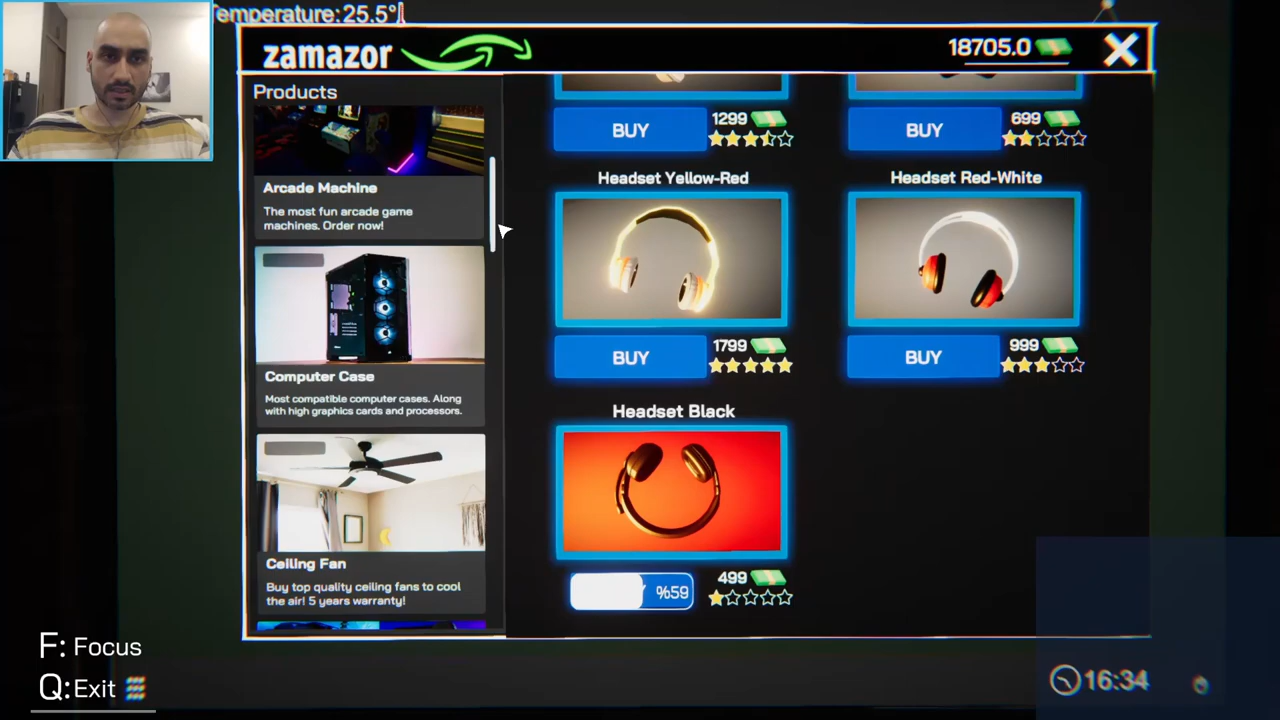 Temperature: 25.5°
zamazor
18705.0
Products
BUY
1299
BUY
699
Arcade Machine
The most fun arcade game
machines. Order now!
Headset Yellow-Red
Headset Red-White
BUY
1799
BUY
999
Computer Case
Most compatible computer cases. Along
with high graphics cards and processors.
Headset Black
%59
499
Ceiling Fan
Buy top quality ceiling fans to cool
the air! 5 years warranty!
F: Focus
Q: Exit
16:34